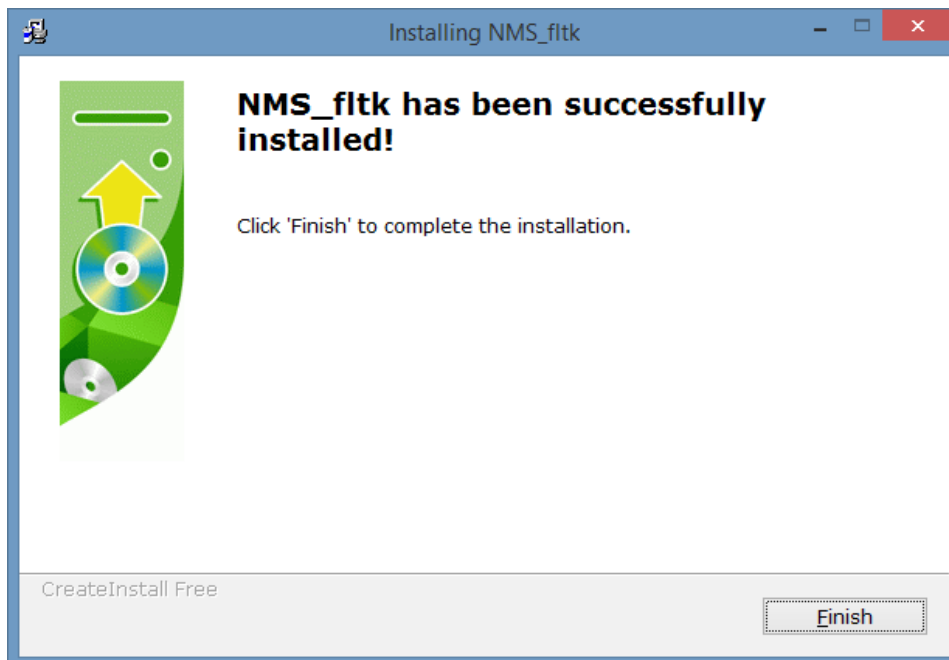 Installing NMS_fltk
NMS_fltk has been successfully
installed!
Click 'Finish' to complete the installation.
CreateInstall Free
Finish